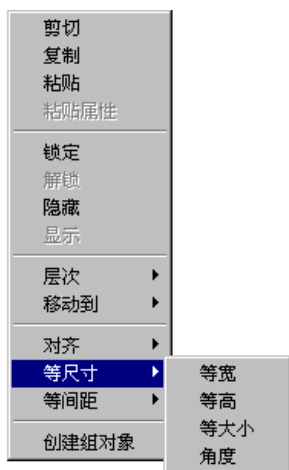 剪切
复制
粘贴
粘贴属性
锁定
解锁
隐藏
显示
层次
移动到
对齐
等尺寸
等间距
创建组对象
等宽
等高
等大小
角度